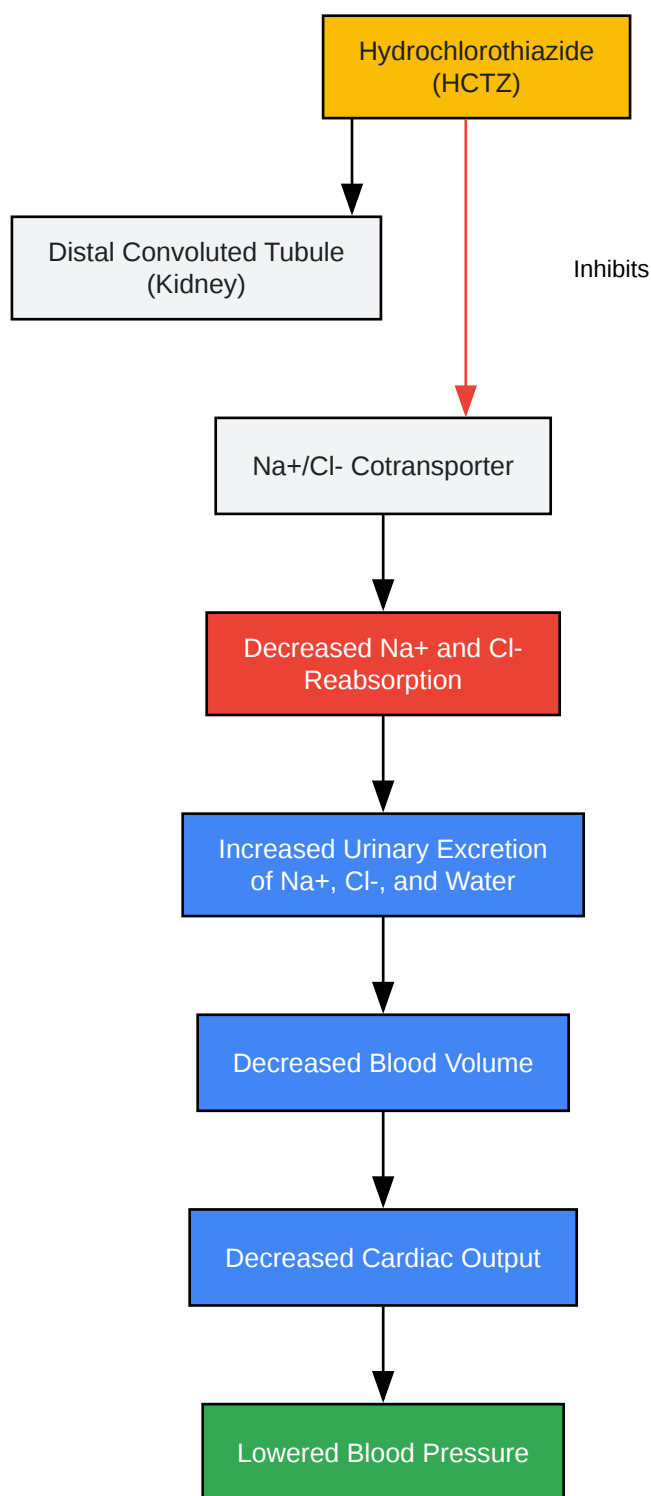 Hydrochlorothiazide
(HCTZ)
Distal Convoluted Tubule
(Kidney)
Inhibits
Na+/Cl- Cotransporter
Decreased Na+ and Cl-
Reabsorption
Increased Urinary Excretion
of Na+, Cl-, and Water
Decreased Blood Volume
Decreased Cardiac Output
Lowered Blood Pressure